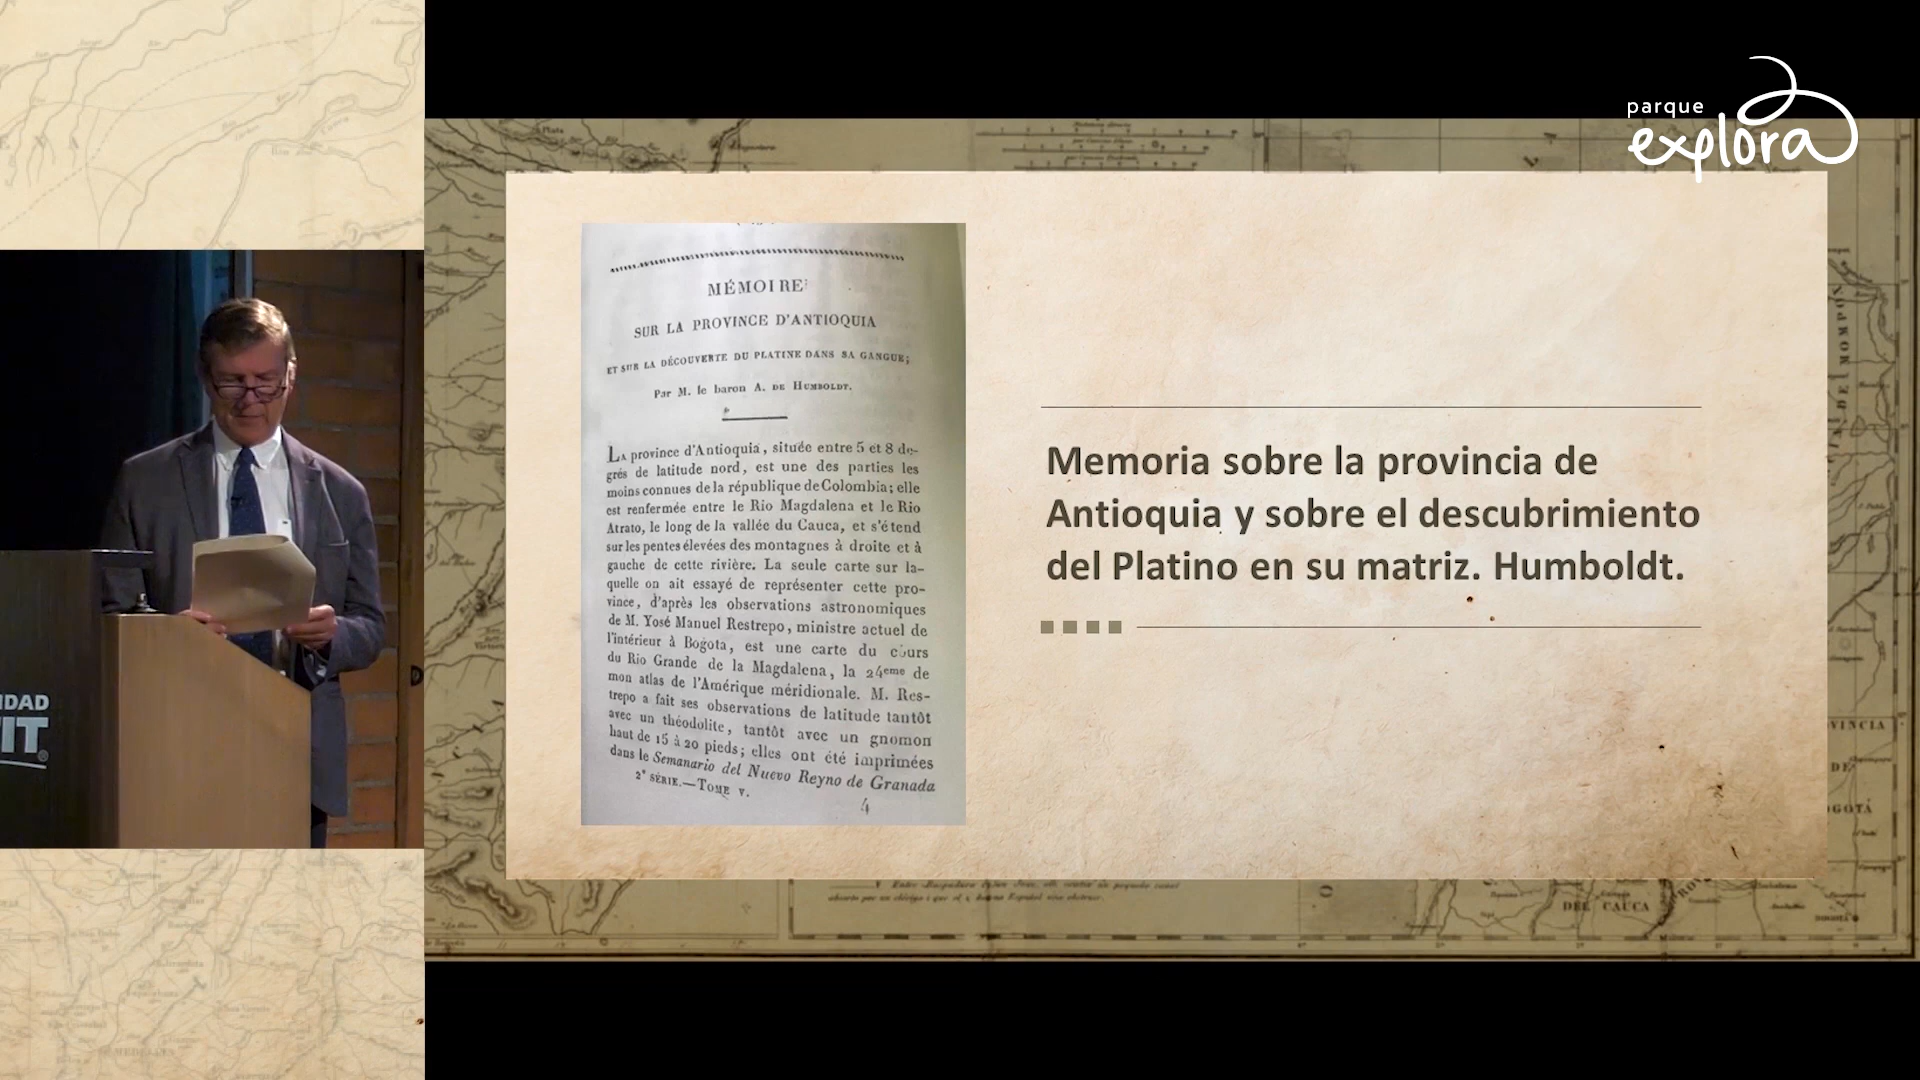 parque
explora
MÉMOIRE
SUR LA PROVINCE D'ANTIOQUIA
ET SUR LA DÉCOUVERTE DU PLATINE DANS SA GANGUE;
Par M. le baron A. DE HUMBOLDT.
LA province d'Antioquia, située entre 5 et 8 de-
grés de latitude nord, est une des parties les
moins connues de la république de Colombia; elle
est renfermée entre le Rio Magdalena et le Rio
Atrato, le long de la vallée du Cauca, et s'étend
sur les pentes élevées des montagnes à droite et à
gauche de cette rivière. La seule carte sur la-
quelle on ait essayé de représenter cette pro-
vince, d'après les observations astronomiques
de M. Yosé Manuel Restrepo, ministre actuel de
l'intérieur à Bogota, est une carte du cours
du Rio Grande de la Magdalena, la 24eme de
mon atlas de l'Amérique méridionale. M. Res-
trepo a fait ses observations de latitude tantôt
avec un théodolite, tantôt avec un gnomon
haut de 15 à 20 pieds; elles ont été imprimées
dans le Semanario del Nuevo Reyno de Granada
2e SÉRIE.—TOME V.
4
Memoria sobre la provincia de
Antioquia y sobre el descubrimiento
del Platino en su matriz. Humboldt.
IDAD
IT
DE MOMPOX
VINCIA
DE
BOGOTÁ
DEL CAUCA
MEDELLIN